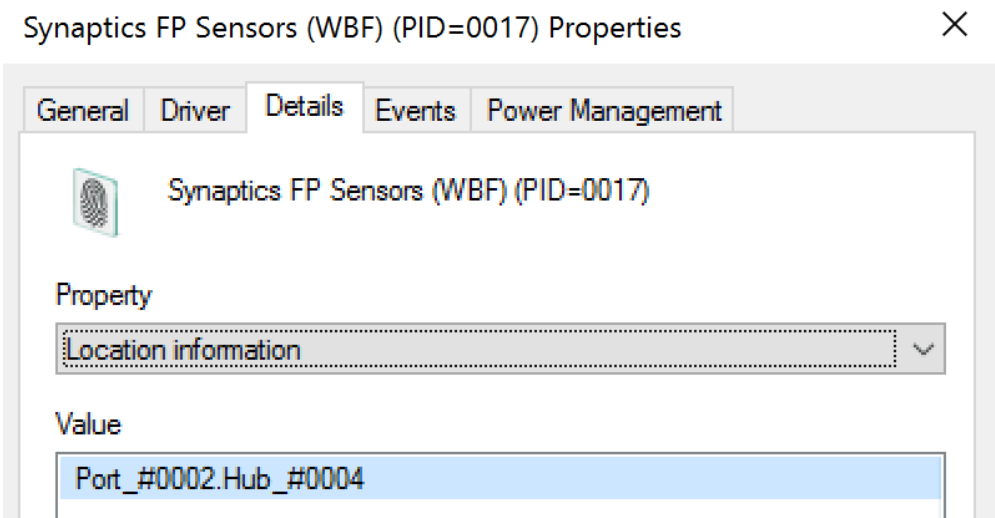 Synaptics FP Sensors (WBF) (PID=0017) Properties
General Driver Details Events Power Management
Synaptics FP Sensors (WBF) (PID=0017)
Property
Location information
Value
Port_#0002.Hub_#0004